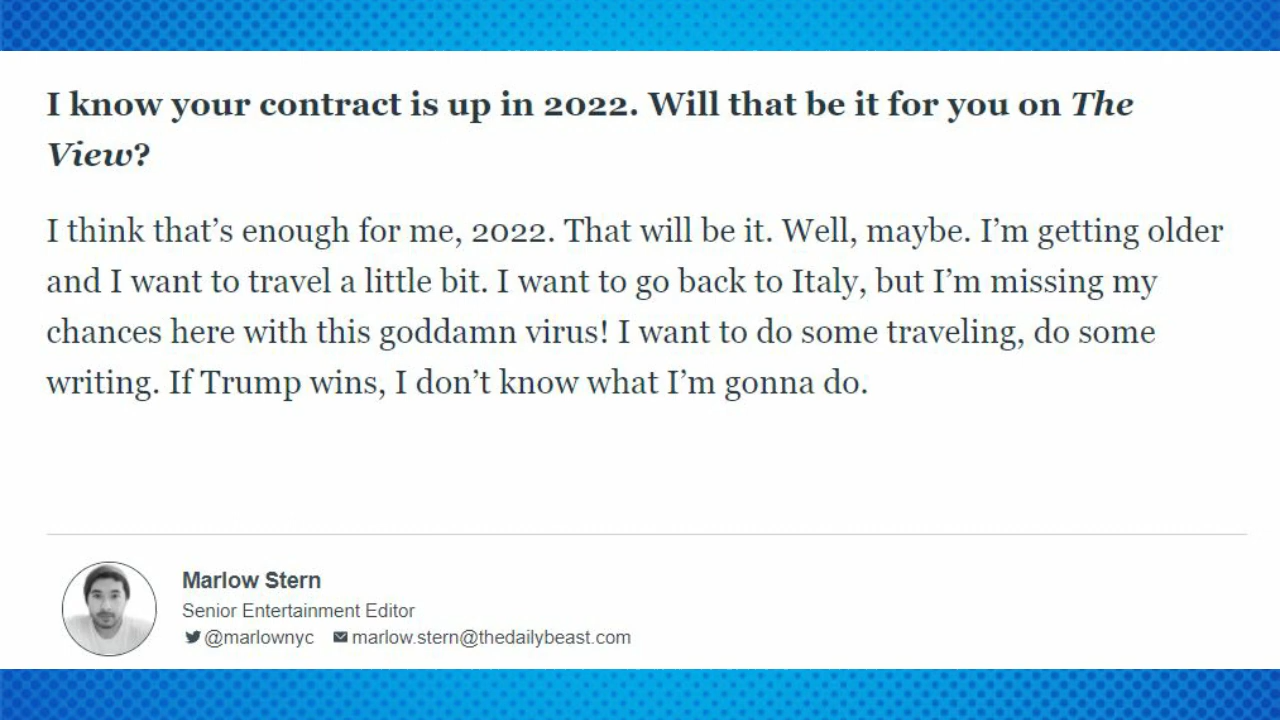 I know your contract is up in 2022. Will that be it for you on The
View?
I think that’s enough for me, 2022. That will be it. Well, maybe. I’m getting older
and I want to travel a little bit. I want to go back to Italy, but I’m missing my
chances here with this goddamn virus! I want to do some traveling, do some
writing. If Trump wins, I don’t know what I’m gonna do.
Marlow Stern
Senior Entertainment Editor
@marlownyc marlow.stern@thedailybeast.com